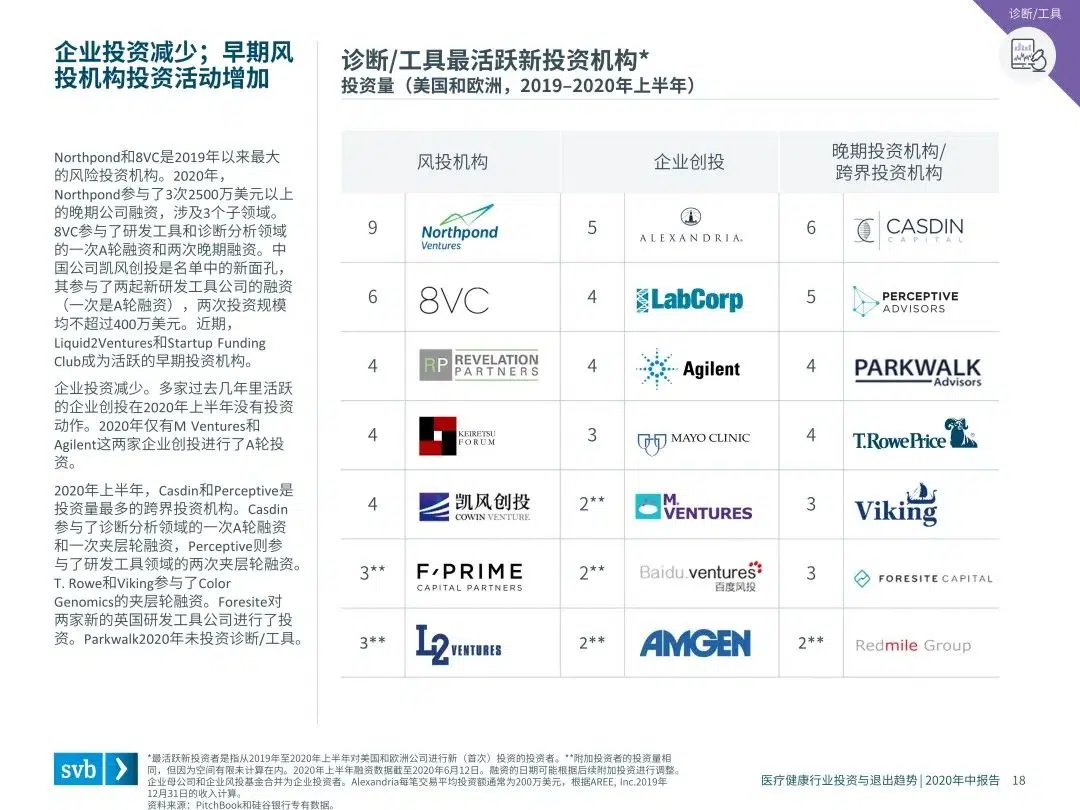 诊断/工具
企业投资减少；早期风
投机构投资活动增加
Northpond和8VC是2019年以来最大
的风险投资机构。2020年，
Northpond参与了3次2500万美元以上
的晚期公司融资，涉及3个子领域。
8VC参与了研发工具和诊断分析领域
的一次A轮融资和两次晚期融资。中
国公司凯风创投是名单中的新面孔，
其参与了两起新研发工具公司的融资
（一次是A轮融资），两次投资规模
均不超过400万美元。近期，
Liquid2Ventures和Startup Funding
Club成为活跃的早期投资机构。
企业投资减少。多家过去几年里活跃
的企业创投在2020年上半年没有投资
动作。2020年仅有M Ventures和
Agilent这两家企业创投进行了A轮投
资。
2020年上半年，Casdin和Perceptive是
投资量最多的跨界投资机构。Casdin
参与了诊断分析领域的一次A轮融资
和一次夹层轮融资，Perceptive则参
与了研发工具领域的两次夹层轮融资。
T. Rowe和Viking参与了Color
Genomics的夹层轮融资。Foresite对
两家新的英国研发工具公司进行了投
资。Parkwalk2020年未投资诊断/工具。
诊断/工具最活跃新投资机构*
投资量（美国和欧洲，2019–2020年上半年）
风投机构
企业创投
晚期投资机构/
跨界投资机构
9 Northpond Ventures 5 ALEXANDRIA. 6 CASDIN CAPITAL
6 8VC 4 LabCorp 5 PERCEPTIVE ADVISORS
4 RP REVELATION PARTNERS 4 Agilent 4 PARKWALK Advisors
4 KEIRETSU FORUM 3 MAYO CLINIC 4 T.RowePrice
4 凯风创投 COWIN VENTURE 2** M. VENTURES 3 Viking
3** F-PRIME CAPITAL PARTNERS 2** Baidu.ventures 百度风投 3 FORESITE CAPITAL
3** L2 VENTURES 2** AMGEN 2** Redmile Group
svb
*最活跃新投资者是指从2019年至2020年上半年对美国和欧洲公司进行新（首次）投资的投资者。**附加投资者的投资量相
同，但因为空间有限未计算在内。2020年上半年融资数据截至2020年6月12日。融资的日期可能根据后续附加投资进行调整。
企业母公司和企业风投基金合并为企业投资者。Alexandria每笔交易平均投资额通常为200万美元，根据AREE, Inc.2019年
12月31日的收入计算。
资料来源：PitchBook和硅谷银行专有数据。
医疗健康行业投资与退出趋势 | 2020年中报告 18